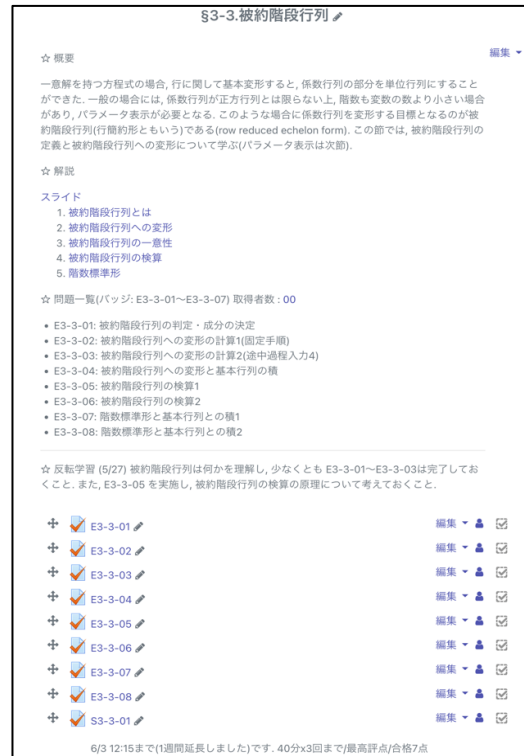 §3-3.被約階段行列
編集
☆ 概要
一意解を持つ方程式の場合, 行に関して基本変形すると, 係数行列の部分を単位行列にすること
ができた. 一般の場合には, 係数行列が正方行列とは限らない上, 階数も変数の数より小さい場合
があり, パラメータ表示が必要となる. このような場合に係数行列を変形する目標となるのが被
約階段行列(行簡約形ともいう)である(row reduced echelon form). この節では, 被約階段行列の
定義と被約階段行列への変形について学ぶ(パラメータ表示は次節).
☆ 解説
スライド
1. 被約階段行列とは
2. 被約階段行列への変形
3. 被約階段行列の一意性
4. 被約階段行列の検算
5. 階数標準形
☆ 問題一覧(バッジ: E3-3-01〜E3-3-07) 取得者数 : 00
• E3-3-01: 被約階段行列の判定・成分の決定
• E3-3-02: 被約階段行列への変形の計算1(固定手順)
• E3-3-03: 被約階段行列への変形の計算2(途中過程入力4)
• E3-3-04: 被約階段行列への変形と基本行列の積
• E3-3-05: 被約階段行列の検算1
• E3-3-06: 被約階段行列の検算2
• E3-3-07: 階数標準形と基本行列との積1
• E3-3-08: 階数標準形と基本行列との積2
☆ 反転学習 (5/27) 被約階段行列は何かを理解し, 少なくとも E3-3-01〜E3-3-03は完了してお
くこと. また, E3-3-05 を実施し, 被約階段行列の検算の原理について考えておくこと.
E3-3-01 編集
E3-3-02 編集
E3-3-03 編集
E3-3-04 編集
E3-3-05 編集
E3-3-06 編集
E3-3-07 編集
E3-3-08 編集
S3-3-01 編集
6/3 12:15まで(1週間延長しました)です. 40分x3回まで/最高評点/合格7点